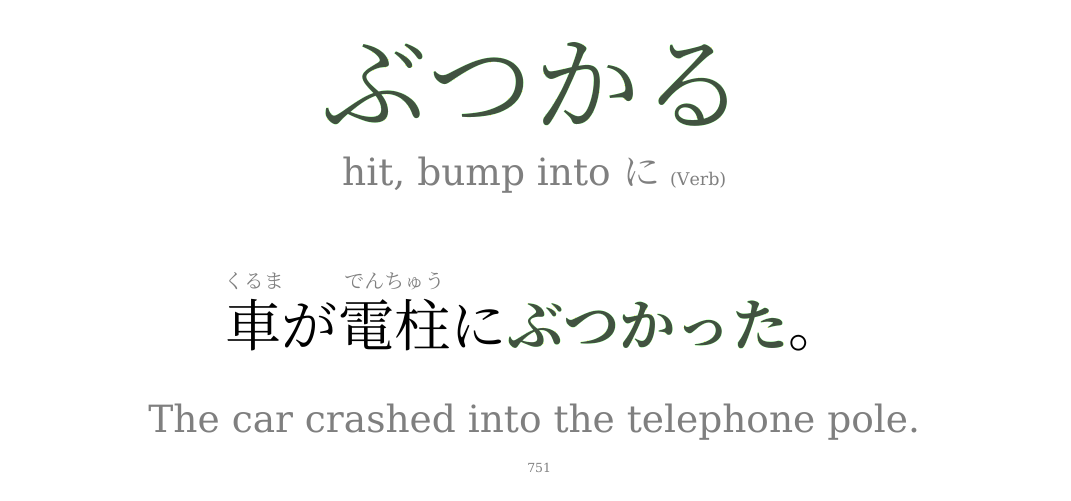 ぶつかる
hit, bump into に (Verb)
くるま でんちゅう
車が電柱にぶつかった。
The car crashed into the telephone pole.
751